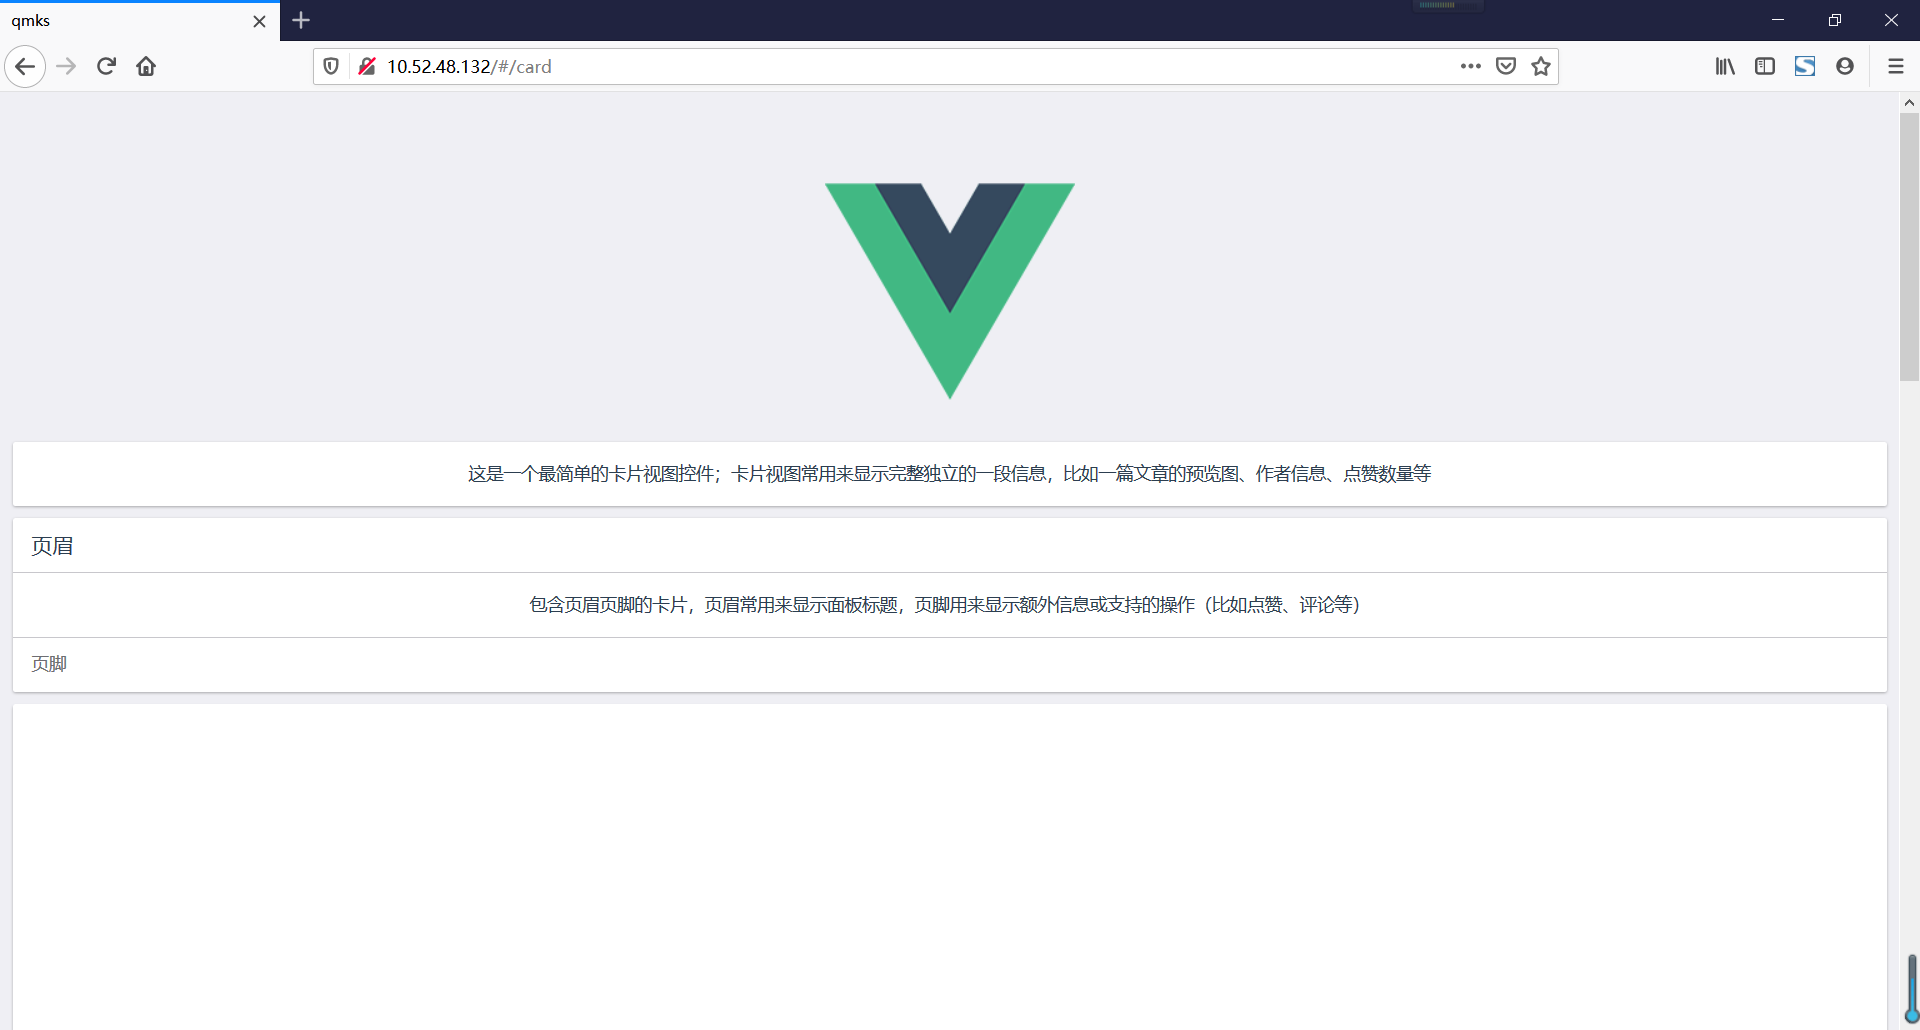 qmks
10.52.48.132/#/card
这是一个最简单的卡片视图控件；卡片视图常用来显示完整独立的一段信息，比如一篇文章的预览图、作者信息、点赞数量等
页眉
包含页眉页脚的卡片，页眉常用来显示面板标题，页脚用来显示额外信息或支持的操作（比如点赞、评论等）
页脚